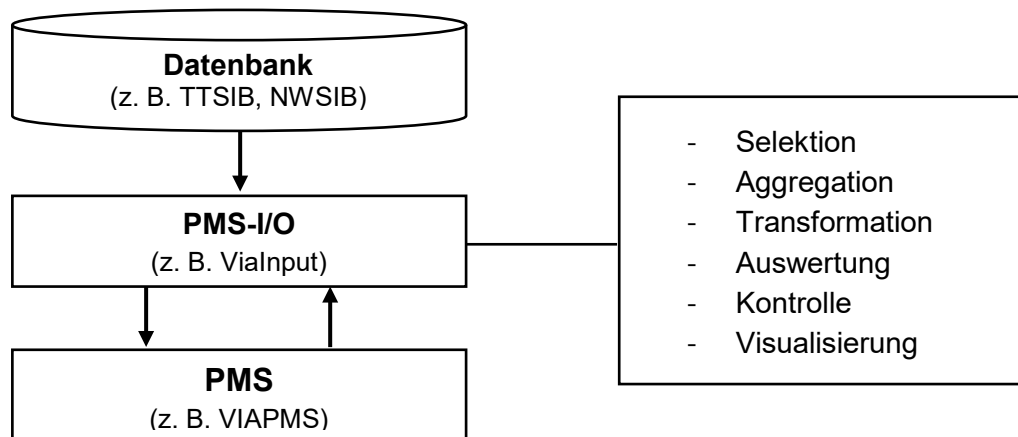 Datenbank
(z. B. TTSIB, NWSIB)
PMS-I/O
(z. B. ViaInput)
PMS
(z. B. VIAPMS)
- Selektion
- Aggregation
- Transformation
- Auswertung
- Kontrolle
- Visualisierung